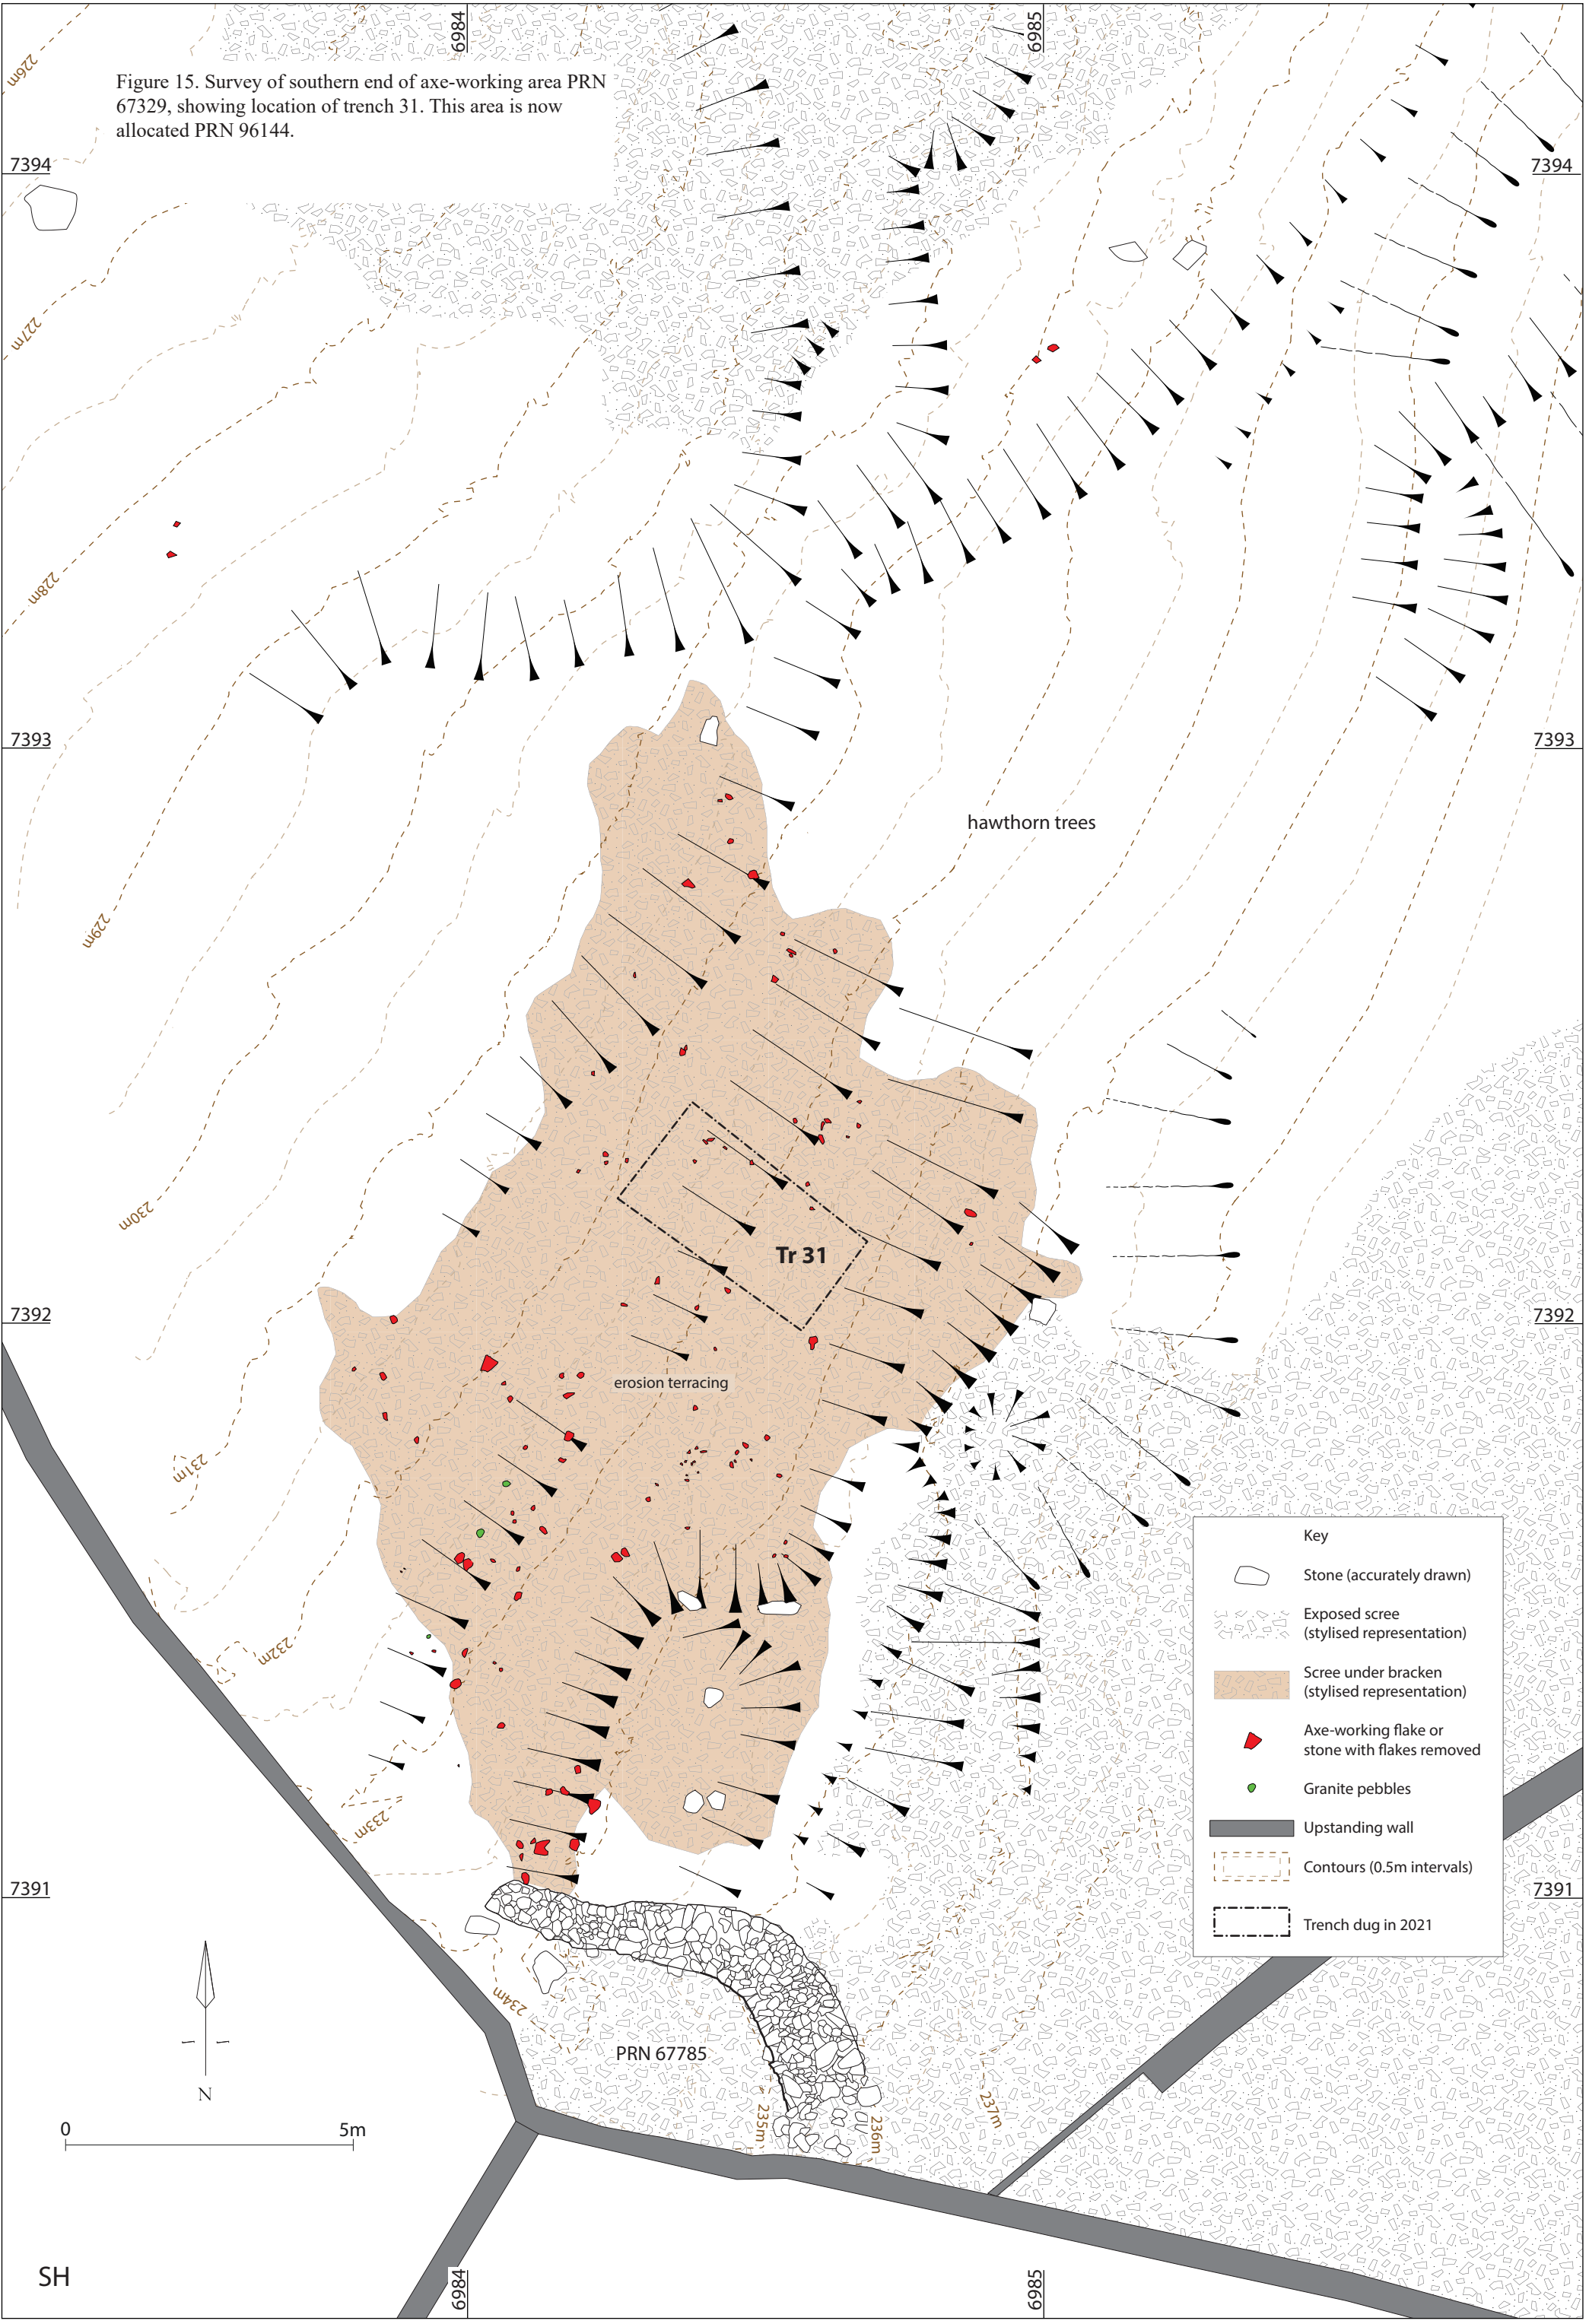 6984
6985
226m
Figure 15. Survey of southern end of axe-working area PRN
67329, showing location of trench 31. This area is now
allocated PRN 96144.
7394
7394
227m
228m
7393
7393
hawthorn trees
229m
230m
Tr 31
7392
7392
erosion terracing
231m
232m
233m
Key
Stone (accurately drawn)
Exposed scree
(stylised representation)
Scree under bracken
(stylised representation)
Axe-working flake or
stone with flakes removed
Granite pebbles
Upstanding wall
Contours (0.5m intervals)
Trench dug in 2021
7391
7391
234m
PRN 67785
N
235m
236m
237m
0
5m
SH
6984
6985